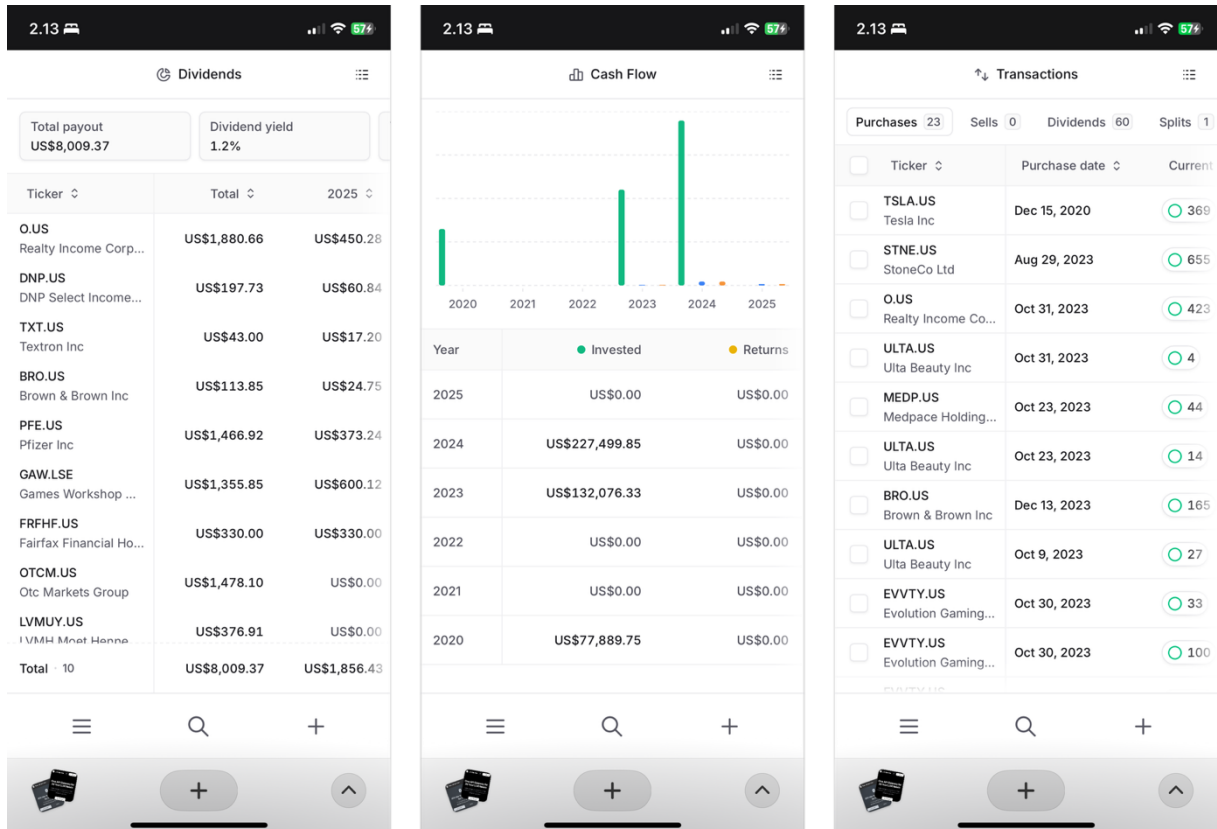 2.13
57
Dividends
Total payout
US$8,009.37
Dividend yield
1.2%
Ticker Total 2025
O.US
Realty Income Corp...
US$1,880.66 US$450.28
DNP.US
DNP Select Income...
US$197.73 US$60.84
TXT.US
Textron Inc
US$43.00 US$17.20
BRO.US
Brown & Brown Inc
US$113.85 US$24.75
PFE.US
Pfizer Inc
US$1,466.92 US$373.24
GAW.LSE
Games Workshop ...
US$1,355.85 US$600.12
FRFHF.US
Fairfax Financial Ho...
US$330.00 US$330.00
OTCM.US
Otc Markets Group
US$1,478.10 US$0.00
LVMUY.US
LVMH Moet Henne
US$376.91 US$0.00
Total · 10 US$8,009.37 US$1,856.43
2.13
57
Cash Flow
2020 2021 2022 2023 2024 2025
Year Invested Returns
2025 US$0.00 US$0.00
2024 US$227,499.85 US$0.00
2023 US$132,076.33 US$0.00
2022 US$0.00 US$0.00
2021 US$0.00 US$0.00
2020 US$77,889.75 US$0.00
2.13
57
Transactions
Purchases 23 Sells 0 Dividends 60 Splits 1
Ticker Purchase date Current
TSLA.US
Tesla Inc
Dec 15, 2020 369
STNE.US
StoneCo Ltd
Aug 29, 2023 655
O.US
Realty Income Co...
Oct 31, 2023 423
ULTA.US
Ulta Beauty Inc
Oct 31, 2023 4
MEDP.US
Medpace Holding...
Oct 23, 2023 44
ULTA.US
Ulta Beauty Inc
Oct 23, 2023 14
BRO.US
Brown & Brown Inc
Dec 13, 2023 165
ULTA.US
Ulta Beauty Inc
Oct 9, 2023 27
EVVTY.US
Evolution Gaming...
Oct 30, 2023 33
EVVTY.US
Evolution Gaming...
Oct 30, 2023 100
EVVTY.US